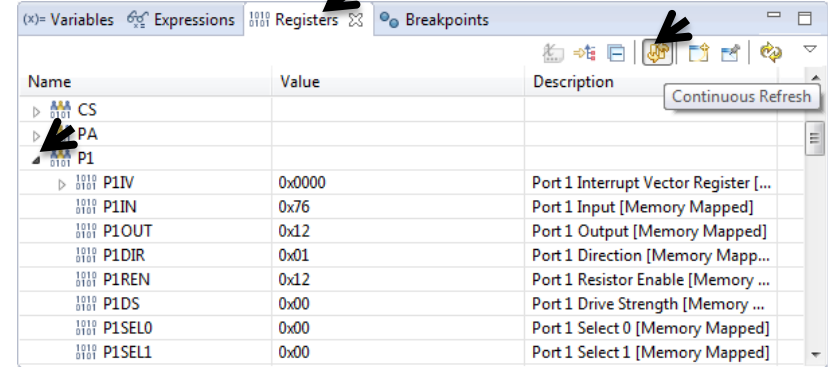 (x)= Variables Expressions Registers Breakpoints
Name Value Description
Continuous Refresh
CS
PA
P1
P1IV 0x0000 Port 1 Interrupt Vector Register [...
P1IN 0x76 Port 1 Input [Memory Mapped]
P1OUT 0x12 Port 1 Output [Memory Mapped]
P1DIR 0x01 Port 1 Direction [Memory Mapp...
P1REN 0x12 Port 1 Resistor Enable [Memory ...
P1DS 0x00 Port 1 Drive Strength [Memory ...
P1SEL0 0x00 Port 1 Select 0 [Memory Mapped]
P1SEL1 0x00 Port 1 Select 1 [Memory Mapped]